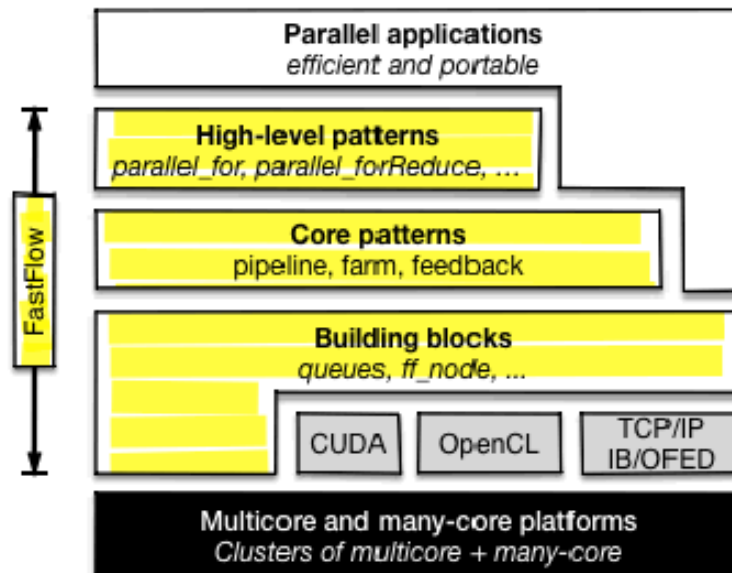 Parallel applications
efficient and portable
High-level patterns
parallel_for, parallel_forReduce, ...
Core patterns
pipeline, farm, feedback
FastFlow
Building blocks
queues, ff_node, ...
CUDA
OpenCL
TCP/IP
IB/OFED
Multicore and many-core platforms
Clusters of multicore + many-core